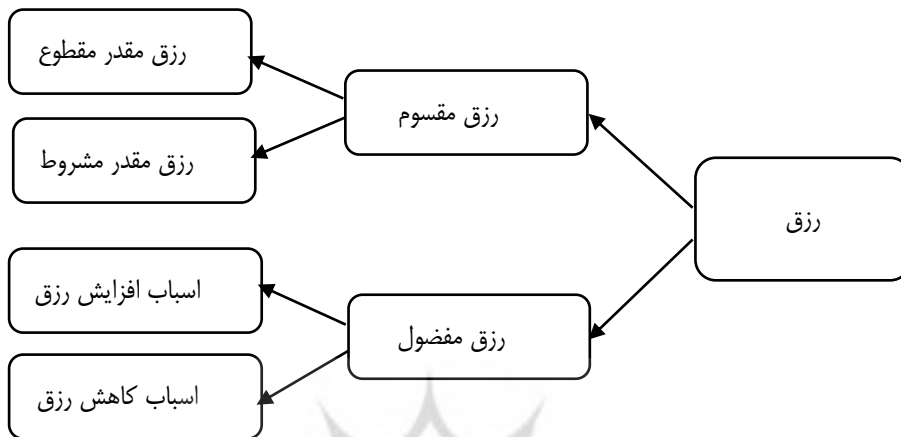 رزق
رزق مقسوم
رزق مقدر مقطوع
رزق مقدر مشروط
رزق مفضول
اسباب افزایش رزق
اسباب کاهش رزق